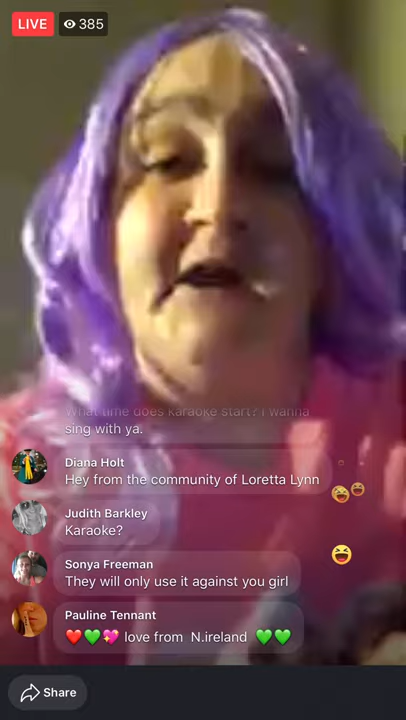 LIVE 385
What time does karaoke start? I wanna
sing with ya.
Diana Holt
Hey from the community of Loretta Lynn
Judith Barkley
Karaoke?
Sonya Freeman
They will only use it against you girl
Pauline Tennant
❤️💚💖 love from N.ireland 💚💚
Share